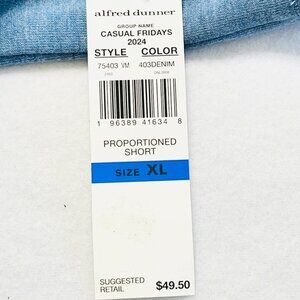 alfred dunner
GROUP NAME
CASUAL FRIDAYS
2024
STYLE COLOR
75403 VM 403DENIM
1 96389 41634 8
PROPORTIONED
SHORT
SIZE XL
SUGGESTED
RETAIL $49.50